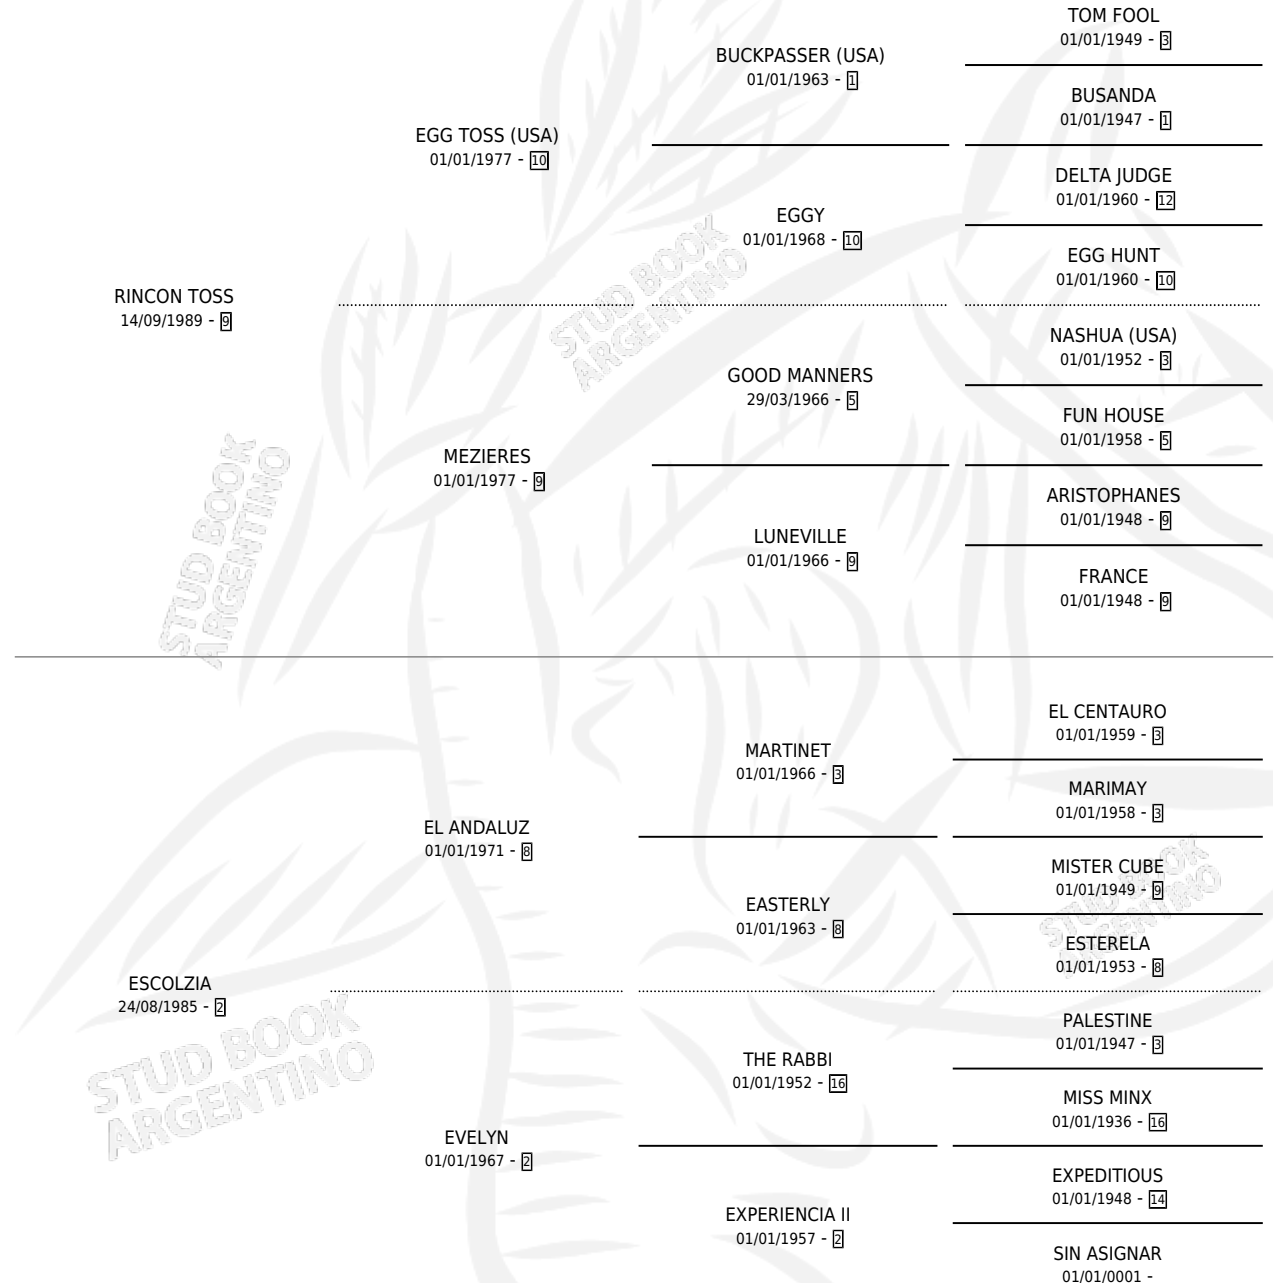 TOM FOOL
01/01/1949 - 3
BUCKPASSER (USA)
01/01/1963 - 1
BUSANDA
01/01/1947 - 1
EGG TOSS (USA)
01/01/1977 - 10
DELTA JUDGE
01/01/1960 - 12
EGGY
01/01/1968 - 10
EGG HUNT
01/01/1960 - 10
RINCON TOSS
14/09/1989 - 9
NASHUA (USA)
01/01/1952 - 3
GOOD MANNERS
29/03/1966 - 5
FUN HOUSE
01/01/1958 - 5
MEZIERES
01/01/1977 - 9
ARISTOPHANES
01/01/1948 - 9
LUNEVILLE
01/01/1966 - 9
FRANCE
01/01/1948 - 9
EL CENTAURO
01/01/1959 - 3
MARTINET
01/01/1966 - 3
MARIMAY
01/01/1958 - 3
EL ANDALUZ
01/01/1971 - 8
MISTER CUBE
01/01/1949 - 9
EASTERLY
01/01/1963 - 8
ESTERELA
01/01/1953 - 8
ESCOLZIA
24/08/1985 - 2
PALESTINE
01/01/1947 - 3
THE RABBI
01/01/1952 - 16
MISS MINX
01/01/1936 - 16
EVELYN
01/01/1967 - 2
EXPEDITIOUS
01/01/1948 - 14
EXPERIENCIA II
01/01/1957 - 2
SIN ASIGNAR
01/01/0001 -
STUD BOOK
ARGENTINO
STUD BOOK
ARGENTINO
STUD BOOK
ARGENTINO
STUD BOOK
ARGENTINO